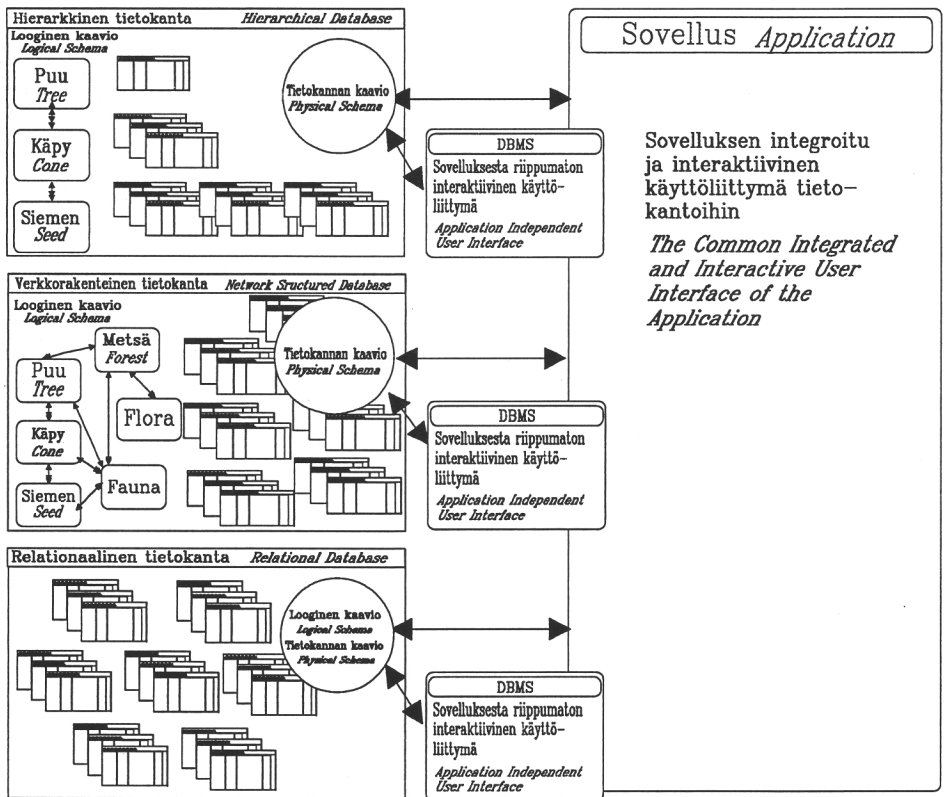 Hierarkkinen tietokanta Hierarchical Database
Looginen kaavio
Logical Schema
Puu
Tree
Käpy
Cone
Siemen
Seed
Tietokannan kaavio
Physical Schema
DBMS
Sovelluksesta riippumaton
interaktiivinen käyttö-
liittymä
Application Independent
User Interface
Verkkorakenteinen tietokanta Network Sructured Database
Looginen kaavio
Logical Schema
Metsä
Forest
Puu
Tree
Flora
Käpy
Cone
Fauna
Siemen
Seed
Tietokannan kaavio
Physical Schema
DBMS
Sovelluksesta riippumaton
interaktiivinen käyttö-
liittymä
Application Independent
User Interface
Relationaalinen tietokanta Relational Database
Looginen kaavio
Logical Schema
Tietokannan kaavio
Physical Schema
DBMS
Sovelluksesta riippumaton
interaktiivinen käyttö-
liittymä
Application Independent
User Interface
Sovellus Application
Sovelluksen integroitu
ja interaktiivinen
käyttöliittymä tieto-
kantoihin
The Common Integrated
and Interactive User
Interface of the
Application